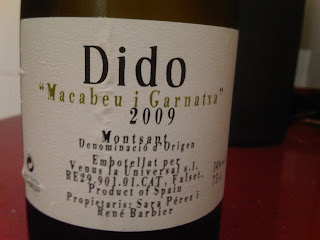 Dido
"Macabeu i Garnatxa"
2009
Montsant
Denominació d'Origen
Embotellat per
Venus la Universal s.l.
RE29.901.01.CAT, Falset.
Product of Spain
Propietaris: Sara Pérez i
René Barbier